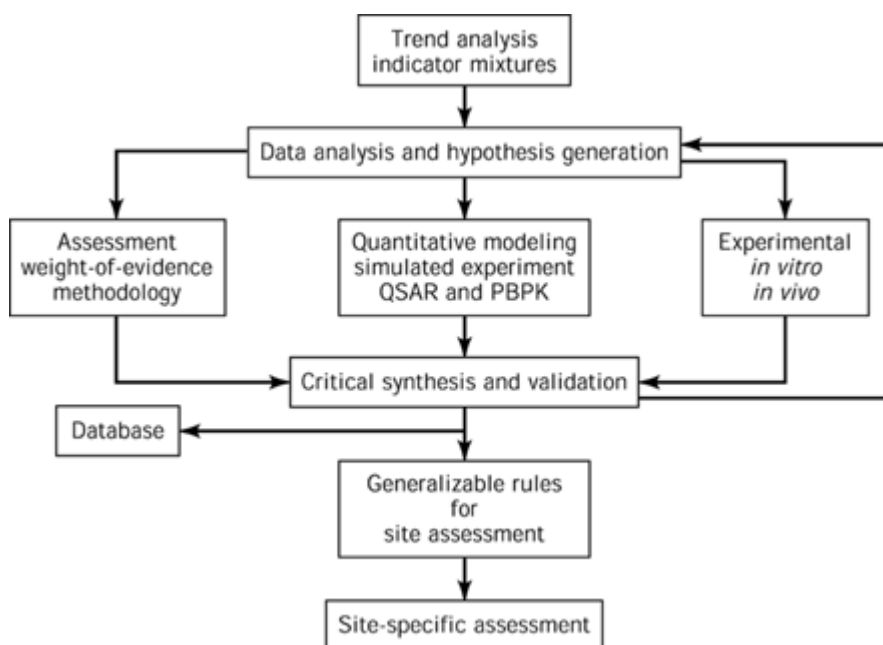 Trend analysis
indicator mixtures
Data analysis and hypothesis generation
Assessment
weight-of-evidence
methodology
Quantitative modeling
simulated experiment
QSAR and PBPK
Experimental
in vitro
in vivo
Critical synthesis and validation
Database
Generalizable rules
for
site assessment
Site-specific assessment